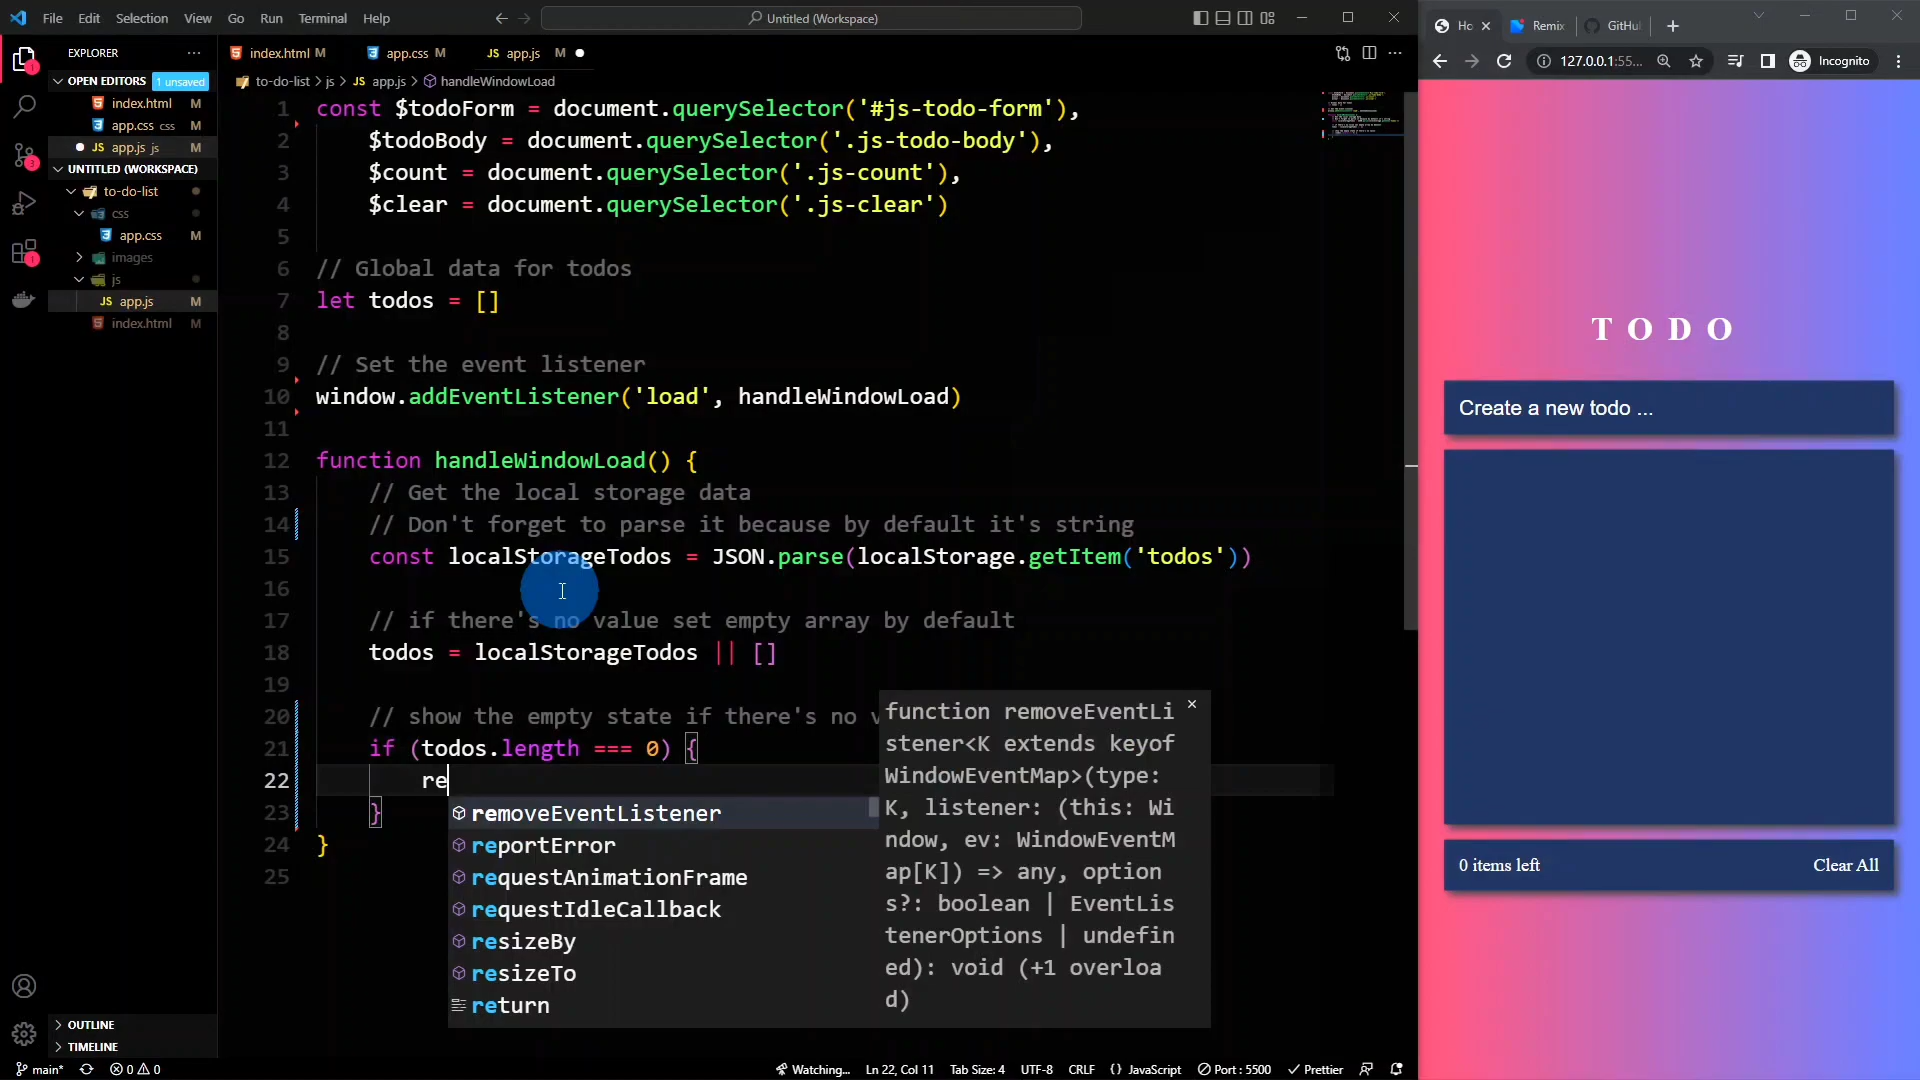 File Edit Selection View Go Run Terminal Help
Untitled (Workspace)
EXPLORER
OPEN EDITORS 1 unsaved
index.html M
app.css css M
app.js js M
UNTITLED (WORKSPACE)
to-do-list
css
app.css M
images
js
app.js M
index.html M
OUTLINE
TIMELINE
index.html M app.css M app.js M
to-do-list > js > app.js > handleWindowLoad
1 const $todoForm = document.querySelector('#js-todo-form'),
2 $todoBody = document.querySelector('.js-todo-body'),
3 $count = document.querySelector('.js-count'),
4 $clear = document.querySelector('.js-clear')
5
6 // Global data for todos
7 let todos = []
8
9 // Set the event listener
10 window.addEventListener('load', handleWindowLoad)
11
12 function handleWindowLoad() {
13 // Get the local storage data
14 // Don't forget to parse it because by default it's string
15 const localStorageTodos = JSON.parse(localStorage.getItem('todos'))
16
17 // if there's no value set empty array by default
18 todos = localStorageTodos || []
19
20 // show the empty state if there's no v
21 if (todos.length === 0) {
22 re
23 }
24 }
25
removeEventListener
reportError
requestAnimationFrame
requestIdleCallback
resizeBy
resizeTo
return
function removeEventLi
stener<K extends keyof
WindowEventMap>(type:
K, listener: (this: Wi
ndow, ev: WindowEventM
ap[K]) => any, option
s?: boolean | EventLis
tenerOptions | undefin
ed): void (+1 overloa
d)
main* 0 0 Watching... Ln 22, Col 11 Tab Size: 4 UTF-8 CRLF {} JavaScript Port : 5500 Prettier
Ho Remix GitHu
127.0.0.1:55... Incognito
TODO
Create a new todo ...
0 items left Clear All